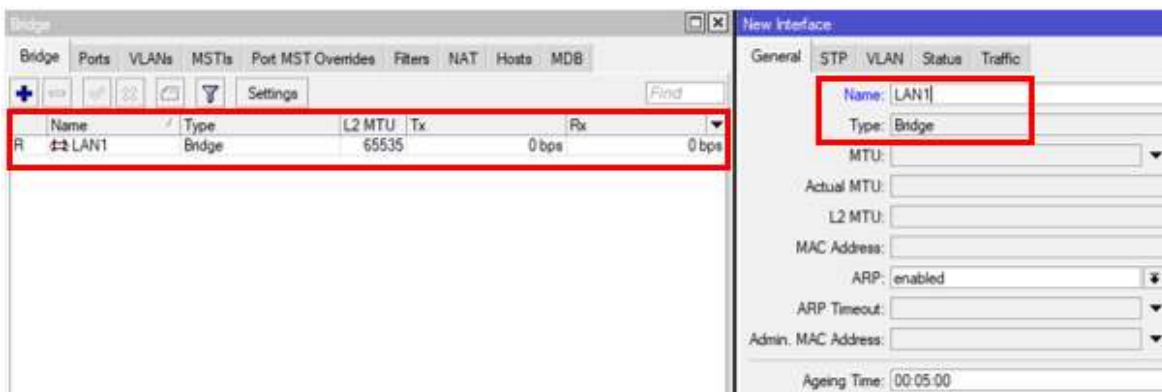 Bridge
Bridge Ports VLANs MSTIs Port MST Overrides Filters NAT Hosts MDB
Settings Find
Name Type L2 MTU Tx Rx
R LAN1 Bridge 65535 0 bps 0 bps
New Interface
General STP VLAN Status Traffic
Name: LAN1
Type: Bridge
MTU:
Actual MTU:
L2 MTU:
MAC Address:
ARP: enabled
ARP Timeout:
Admin. MAC Address:
Ageing Time: 00:05:00